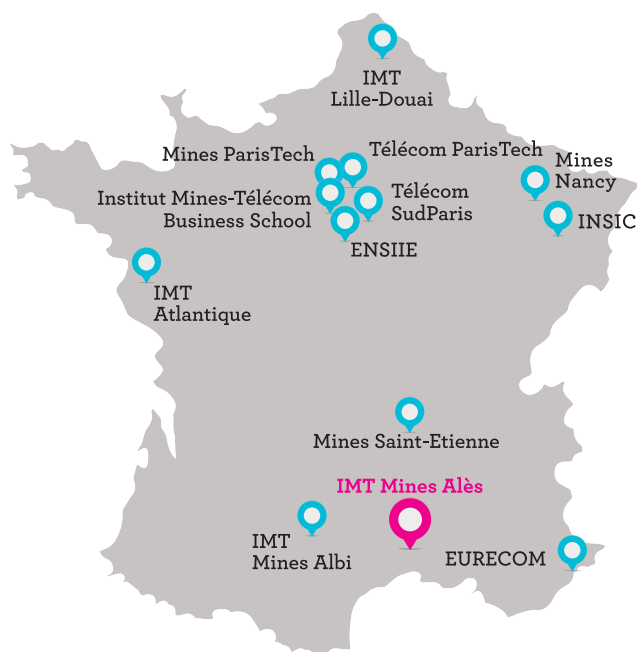 IMT
Lille-Douai
Mines ParisTech
Télécom ParisTech
Mines
Nancy
Institut Mines-Télécom
Business School
Télécom
SudParis
INSIC
ENSIIE
IMT
Atlantique
Mines Saint-Etienne
IMT Mines Alès
IMT
Mines Albi
EURECOM